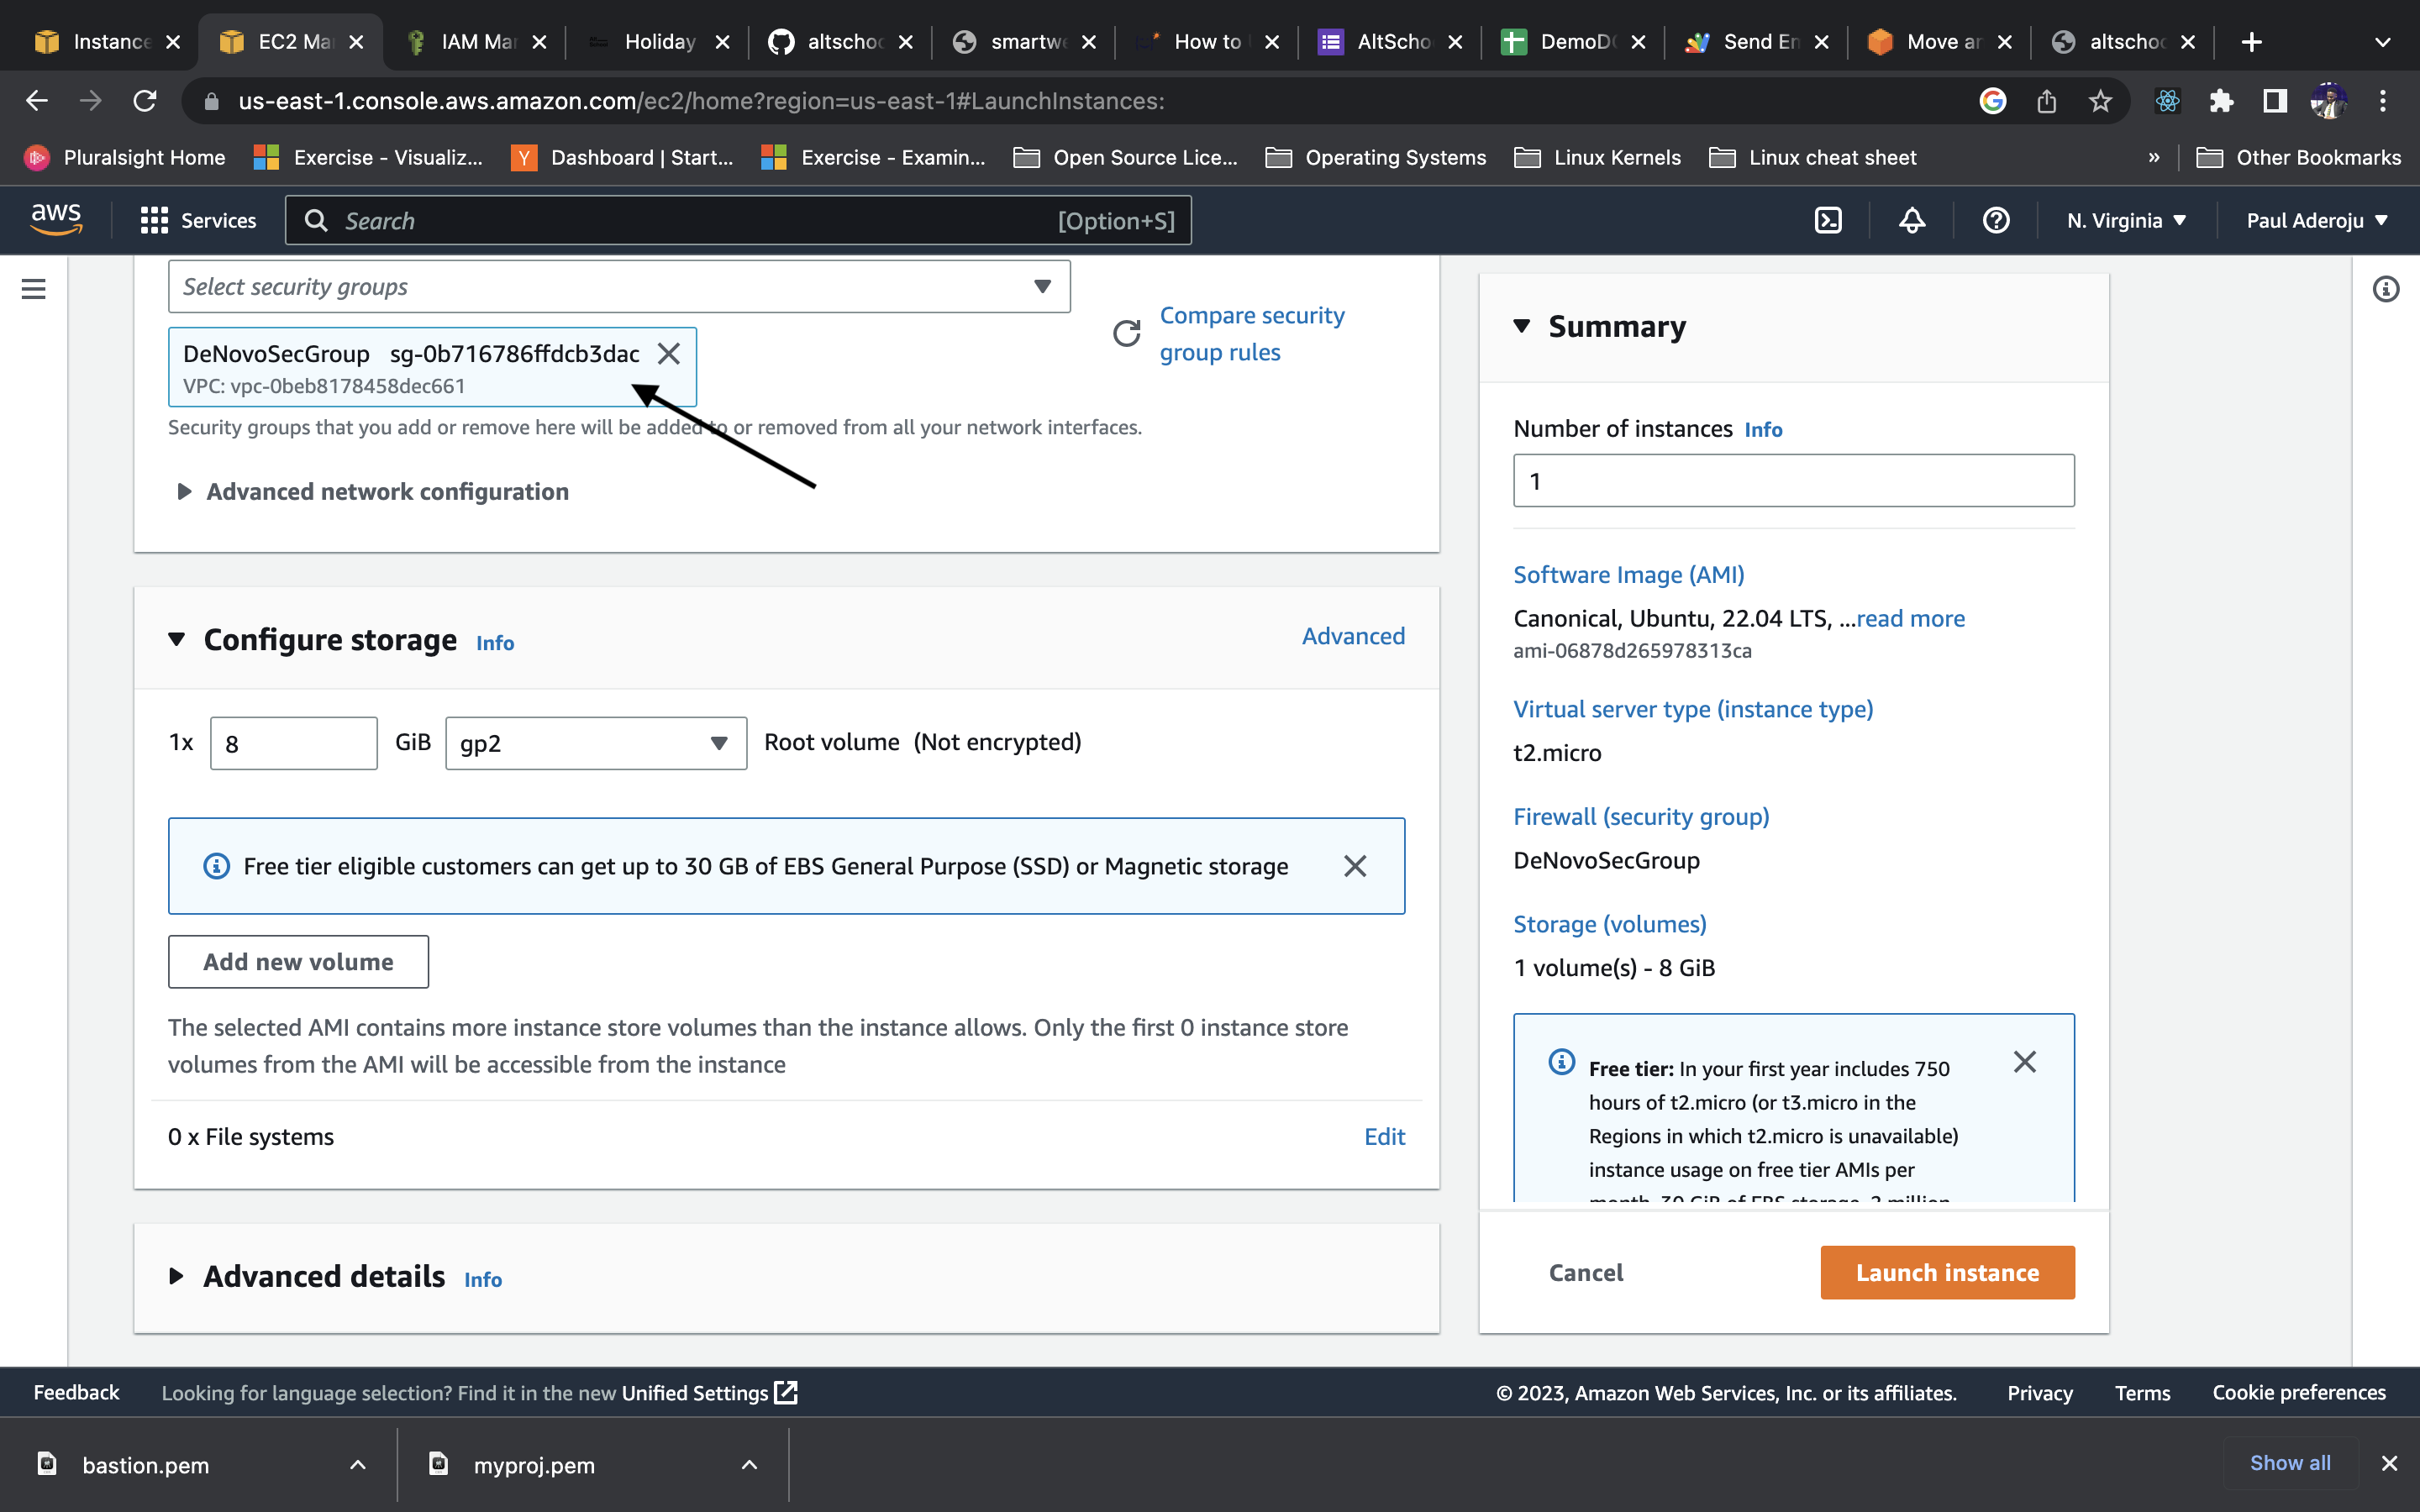 Instance
EC2 Ma
IAM Ma
Holiday
altschoo
smartwe
How to
AltScho
DemoD
Send En
Move an
altschoo
us-east-1.console.aws.amazon.com/ec2/home?region=us-east-1#LaunchInstances:
Pluralsight Home
Exercise - Visualiz...
Dashboard | Start...
Exercise - Examin...
Open Source Lice...
Operating Systems
Linux Kernels
Linux cheat sheet
»
Other Bookmarks
aws
Services
Search
[Option+S]
N. Virginia
Paul Aderoju
Select security groups
Compare security
group rules
DeNovoSecGroup sg-0b716786ffdcb3dac
VPC: vpc-0beb8178458dec661
Security groups that you add or remove here will be added to or removed from all your network interfaces.
Advanced network configuration
Configure storage Info
Advanced
1x 8 GiB gp2 Root volume (Not encrypted)
Free tier eligible customers can get up to 30 GB of EBS General Purpose (SSD) or Magnetic storage
Add new volume
The selected AMI contains more instance store volumes than the instance allows. Only the first 0 instance store
volumes from the AMI will be accessible from the instance
0 x File systems
Edit
Advanced details Info
Summary
Number of instances Info
1
Software Image (AMI)
Canonical, Ubuntu, 22.04 LTS, ...read more
ami-06878d265978313ca
Virtual server type (instance type)
t2.micro
Firewall (security group)
DeNovoSecGroup
Storage (volumes)
1 volume(s) - 8 GiB
Free tier: In your first year includes 750
hours of t2.micro (or t3.micro in the
Regions in which t2.micro is unavailable)
instance usage on free tier AMIs per
month, 30 GiB of EBS storage, 2 million
Cancel
Launch instance
Feedback
Looking for language selection? Find it in the new Unified Settings
© 2023, Amazon Web Services, Inc. or its affiliates.
Privacy
Terms
Cookie preferences
bastion.pem
myproj.pem
Show all